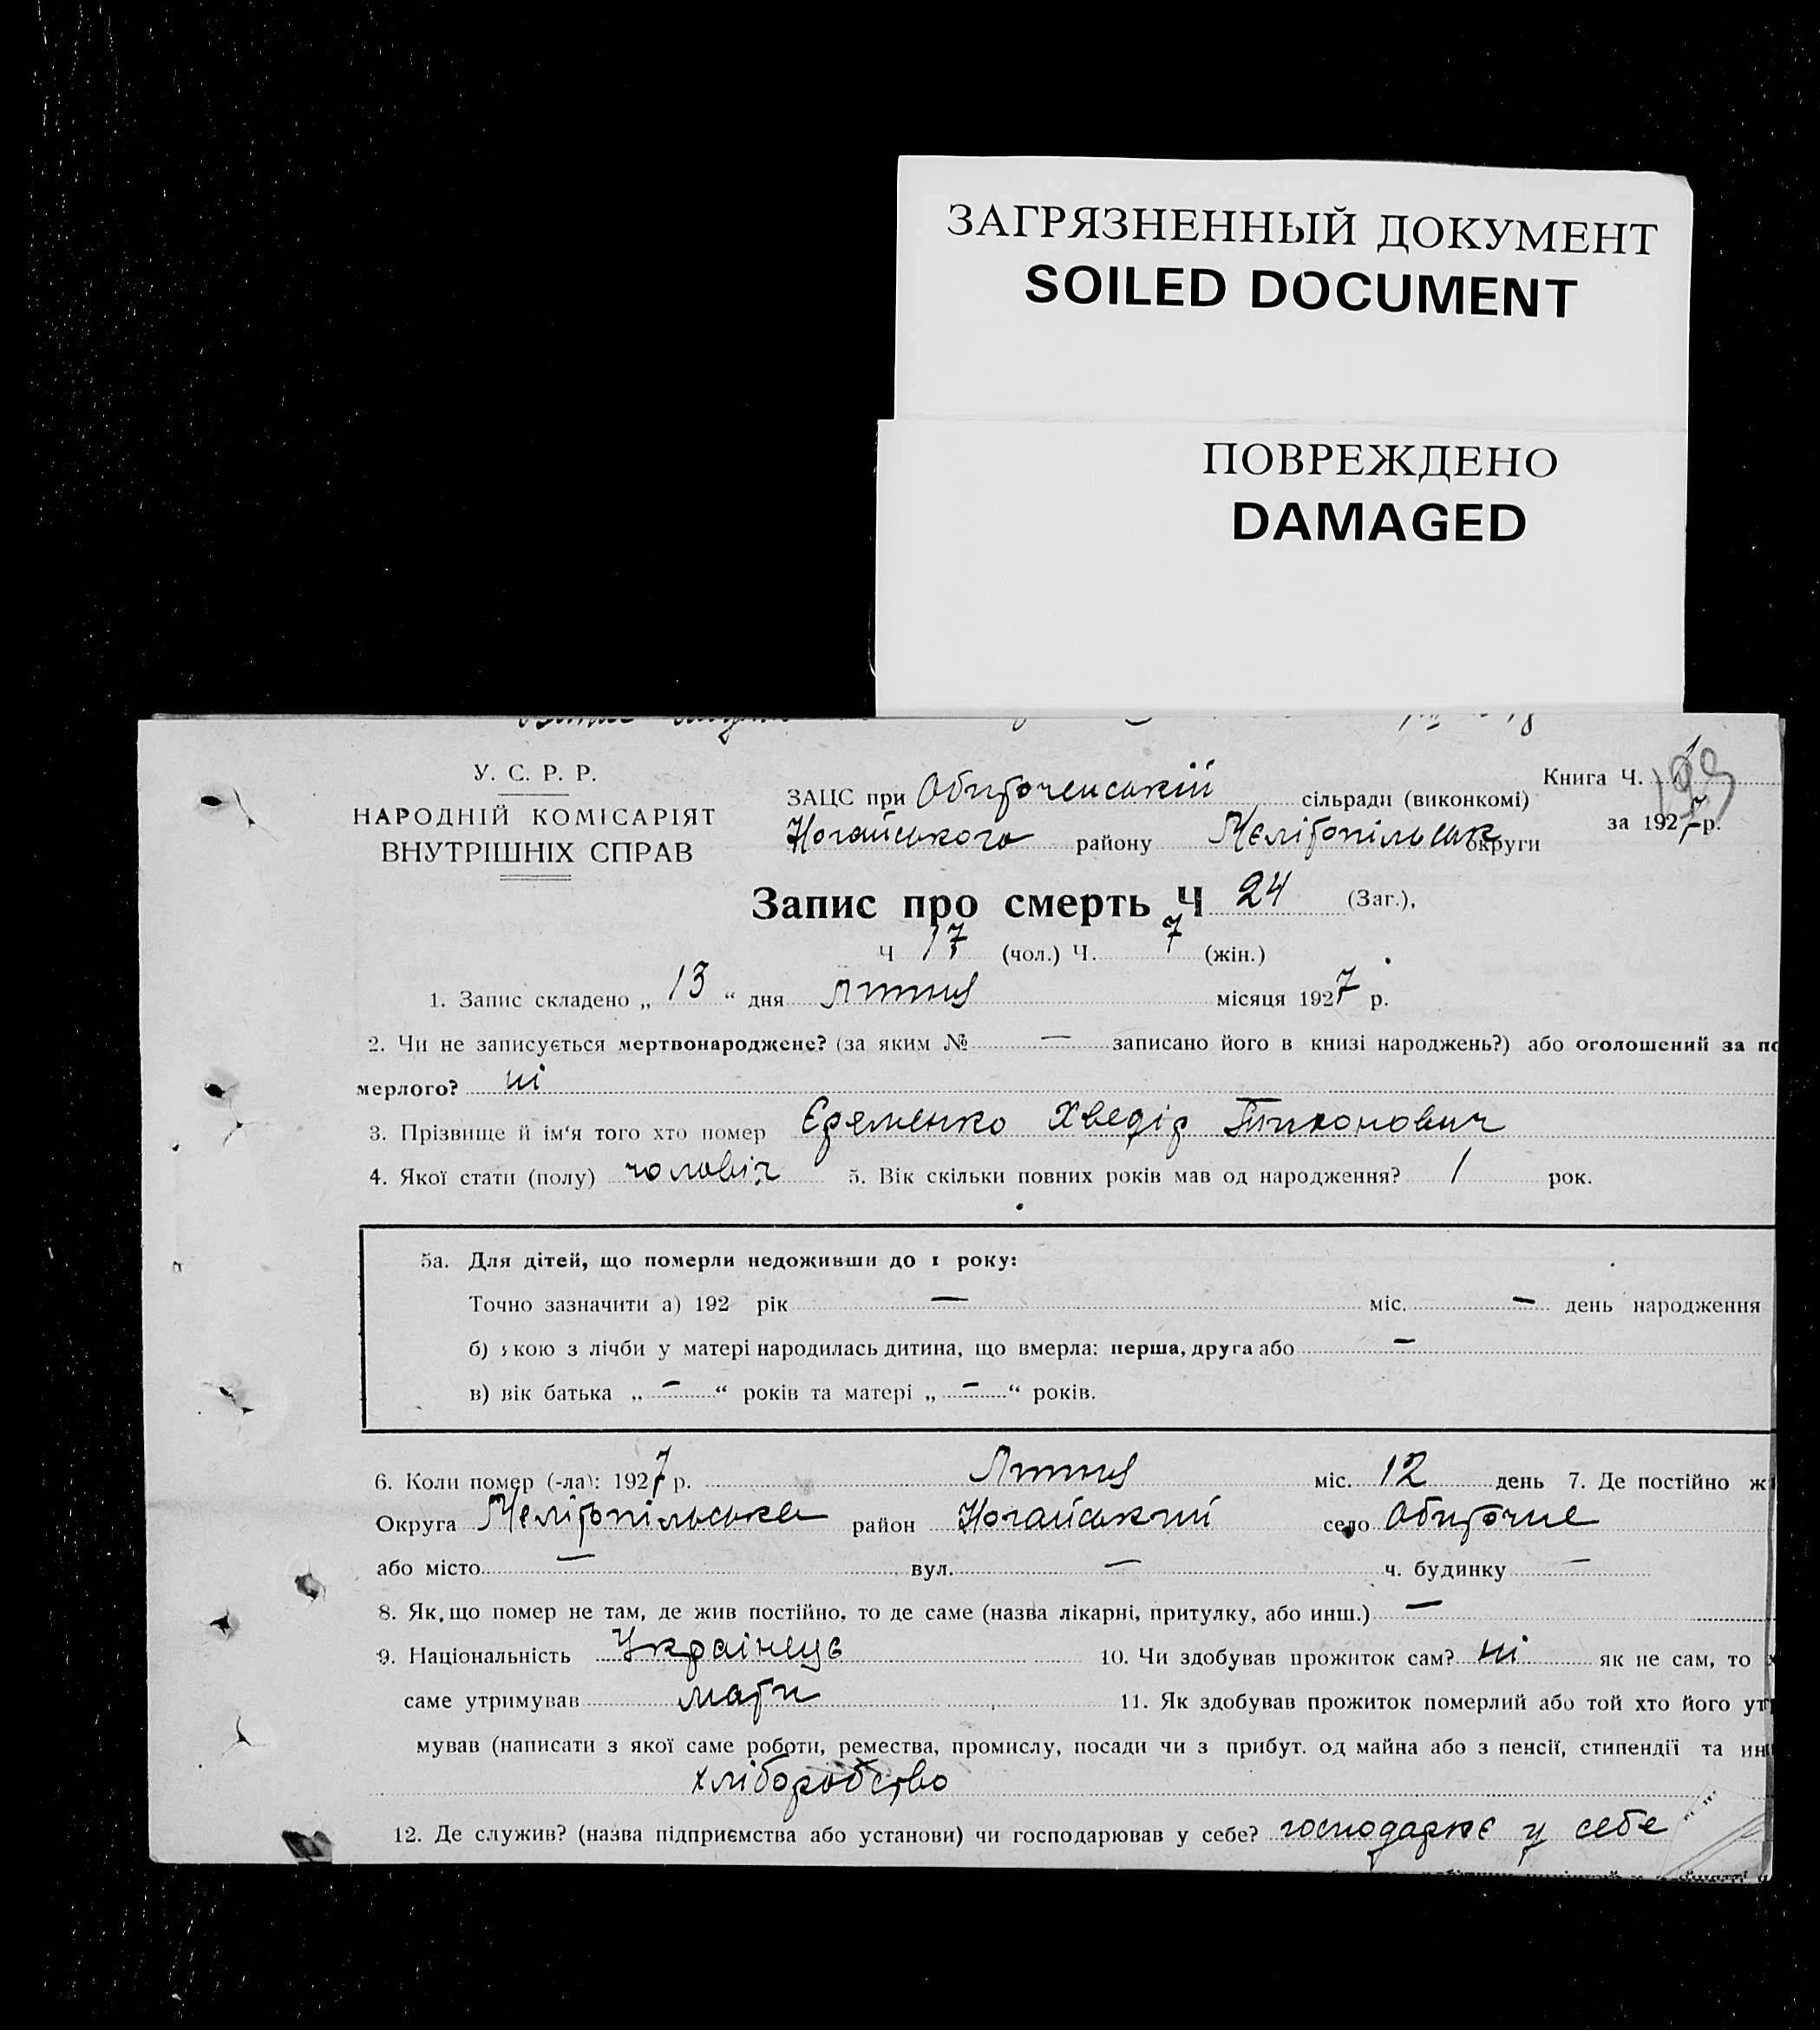 ЗАГРЯЗНЕННЫЙ ДОКУМЕНТ
SOILED DOCUMENT
ПОВРЕЖДЕНО
DAMAGED
У. С. Р. Р.
НАРОДНІЙ КОМІСАРІЯТ
ВНУТРІШНІХ СПРАВ
ЗАЦС при Обиточенській сільради (виконкомі)
Ногайського району Мелітопільськ округи
Книга Ч.
за 1927 р.
Запис про смерть Ч 24 (Заг.),
Ч 17 (чол.) Ч. 7 (жін.)
1. Запис складено „ 13 “ дня липня місяця 1927 р.
2. Чи не записується мертвонароджене? (за яким № — записано його в книзі народжень?) або оголошений за по
мерлого? ні
3. Прізвище й ім‘я того хто помер Єременко Хведір Тихонович
4. Якої стати (полу) чоловіч 5. Вік скільки повних років мав од народження? 1 рок.
5а. Для дітей, що померли недоживши до 1 року:
Точно зазначити а) 192 рік — міс. — день народження
б) кою з лічби у матері народилась дитина, що вмерла: перша, друга або —
в) вік батька „ — “ років та матері „ — “ років.
6. Коли помер (-ла): 1927 р. Липня міс. 12 день 7. Де постійно ж
Округа Мелітопільська район Ногайський село Обиточне
або місто — вул. — ч. будинку —
8. Як,що помер не там, де жив постійно, то де саме (назва лікарні, притулку, або инш.) —
9. Національність Українець 10. Чи здобував прожиток сам? ні як не сам, то
саме утримував мати 11. Як здобував прожиток померлий або той хто його ут
мував (написати з якої саме роботи, ремества, промислу, посади чи з прибут. од майна або з пенсії, стипендії та ин
хліборобство
12. Де служив? (назва підприємства або установи) чи господарював у себе? господарює у себе